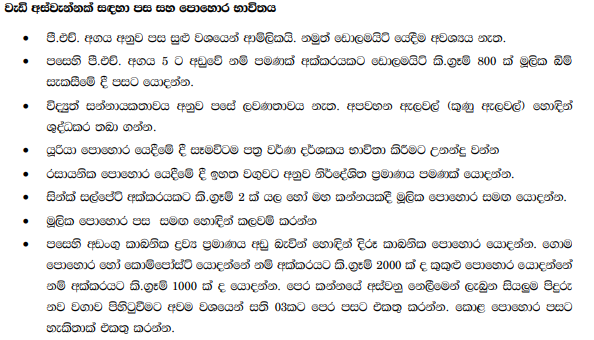 වැඩි අස්වැන්නක් සඳහා පස සහ පොහොර භාවිතය
• පී.එච්. අගය අනුව පස සුළු වශයෙන් ආම්ලිකයි. නමුත් ඩොලමයිට් යෙදීම අවශ්‍යය නැත.
• පසෙහි පී.එච්. අගය 5 ට අඩුවේ නම් පමණක් අක්කරයකට ඩොලමයිට් කි.ග්‍රෑම් 800 ක් මූලික බිම්
සැකසීමේ දී පසට යොදන්න.
• විද්‍යුත් සන්නායකතාවය අනුව පසේ ලවණතාවය නැත. අපවහන ඇලවල් (කුණු ඇලවල්) හොඳින්
ශුද්ධකර තබා ගන්න.
• යූරියා පොහොර යෙදීමේ දී සෑමවිටම පත්‍ර වර්ණ දර්ශකය භාවිතා කිරීමට උනන්දු වන්න
• රසායනික පොහොර යෙදීමේ දී ඉහත වගුවට අනුව නිර්දේශිත ප්‍රමාණය පමණක් යොදන්න.
• සින්ක් සල්පේට් අක්කරයකට කි.ග්‍රෑම් 2 ක් යල හෝ මහ කන්නයකදී මූලික පොහොර සමඟ යොදන්න.
• මූලික පොහොර පස සමඟ හොඳින් කලවම් කරන්න
• පසෙහි අඩංගු කාබනික ද්‍රව්‍ය ප්‍රමාණය අඩු බැවින් හොඳින් දිරූ කාබනික පොහොර යොදන්න. ගොම
පොහොර හෝ කොම්පෝස්ට් යොදන්නේ නම් අක්කරයකට කි.ග්‍රෑම් 2000 ක් ද කුකුළු පොහොර යොදන්නේ
නම් අක්කරයකට කි.ග්‍රෑම් 1000 ක් ද යොදන්න. පෙර කන්නයේ අස්වනු නෙලීමෙන් ලැබුන සියලුම පිදුරු
නව වගාව පිහිටුවීමට අවම වශයෙන් සති 03කට පෙර පසට එකතු කරන්න. කොළ පොහොර පසට
හැකිතාක් එකතු කරන්න.